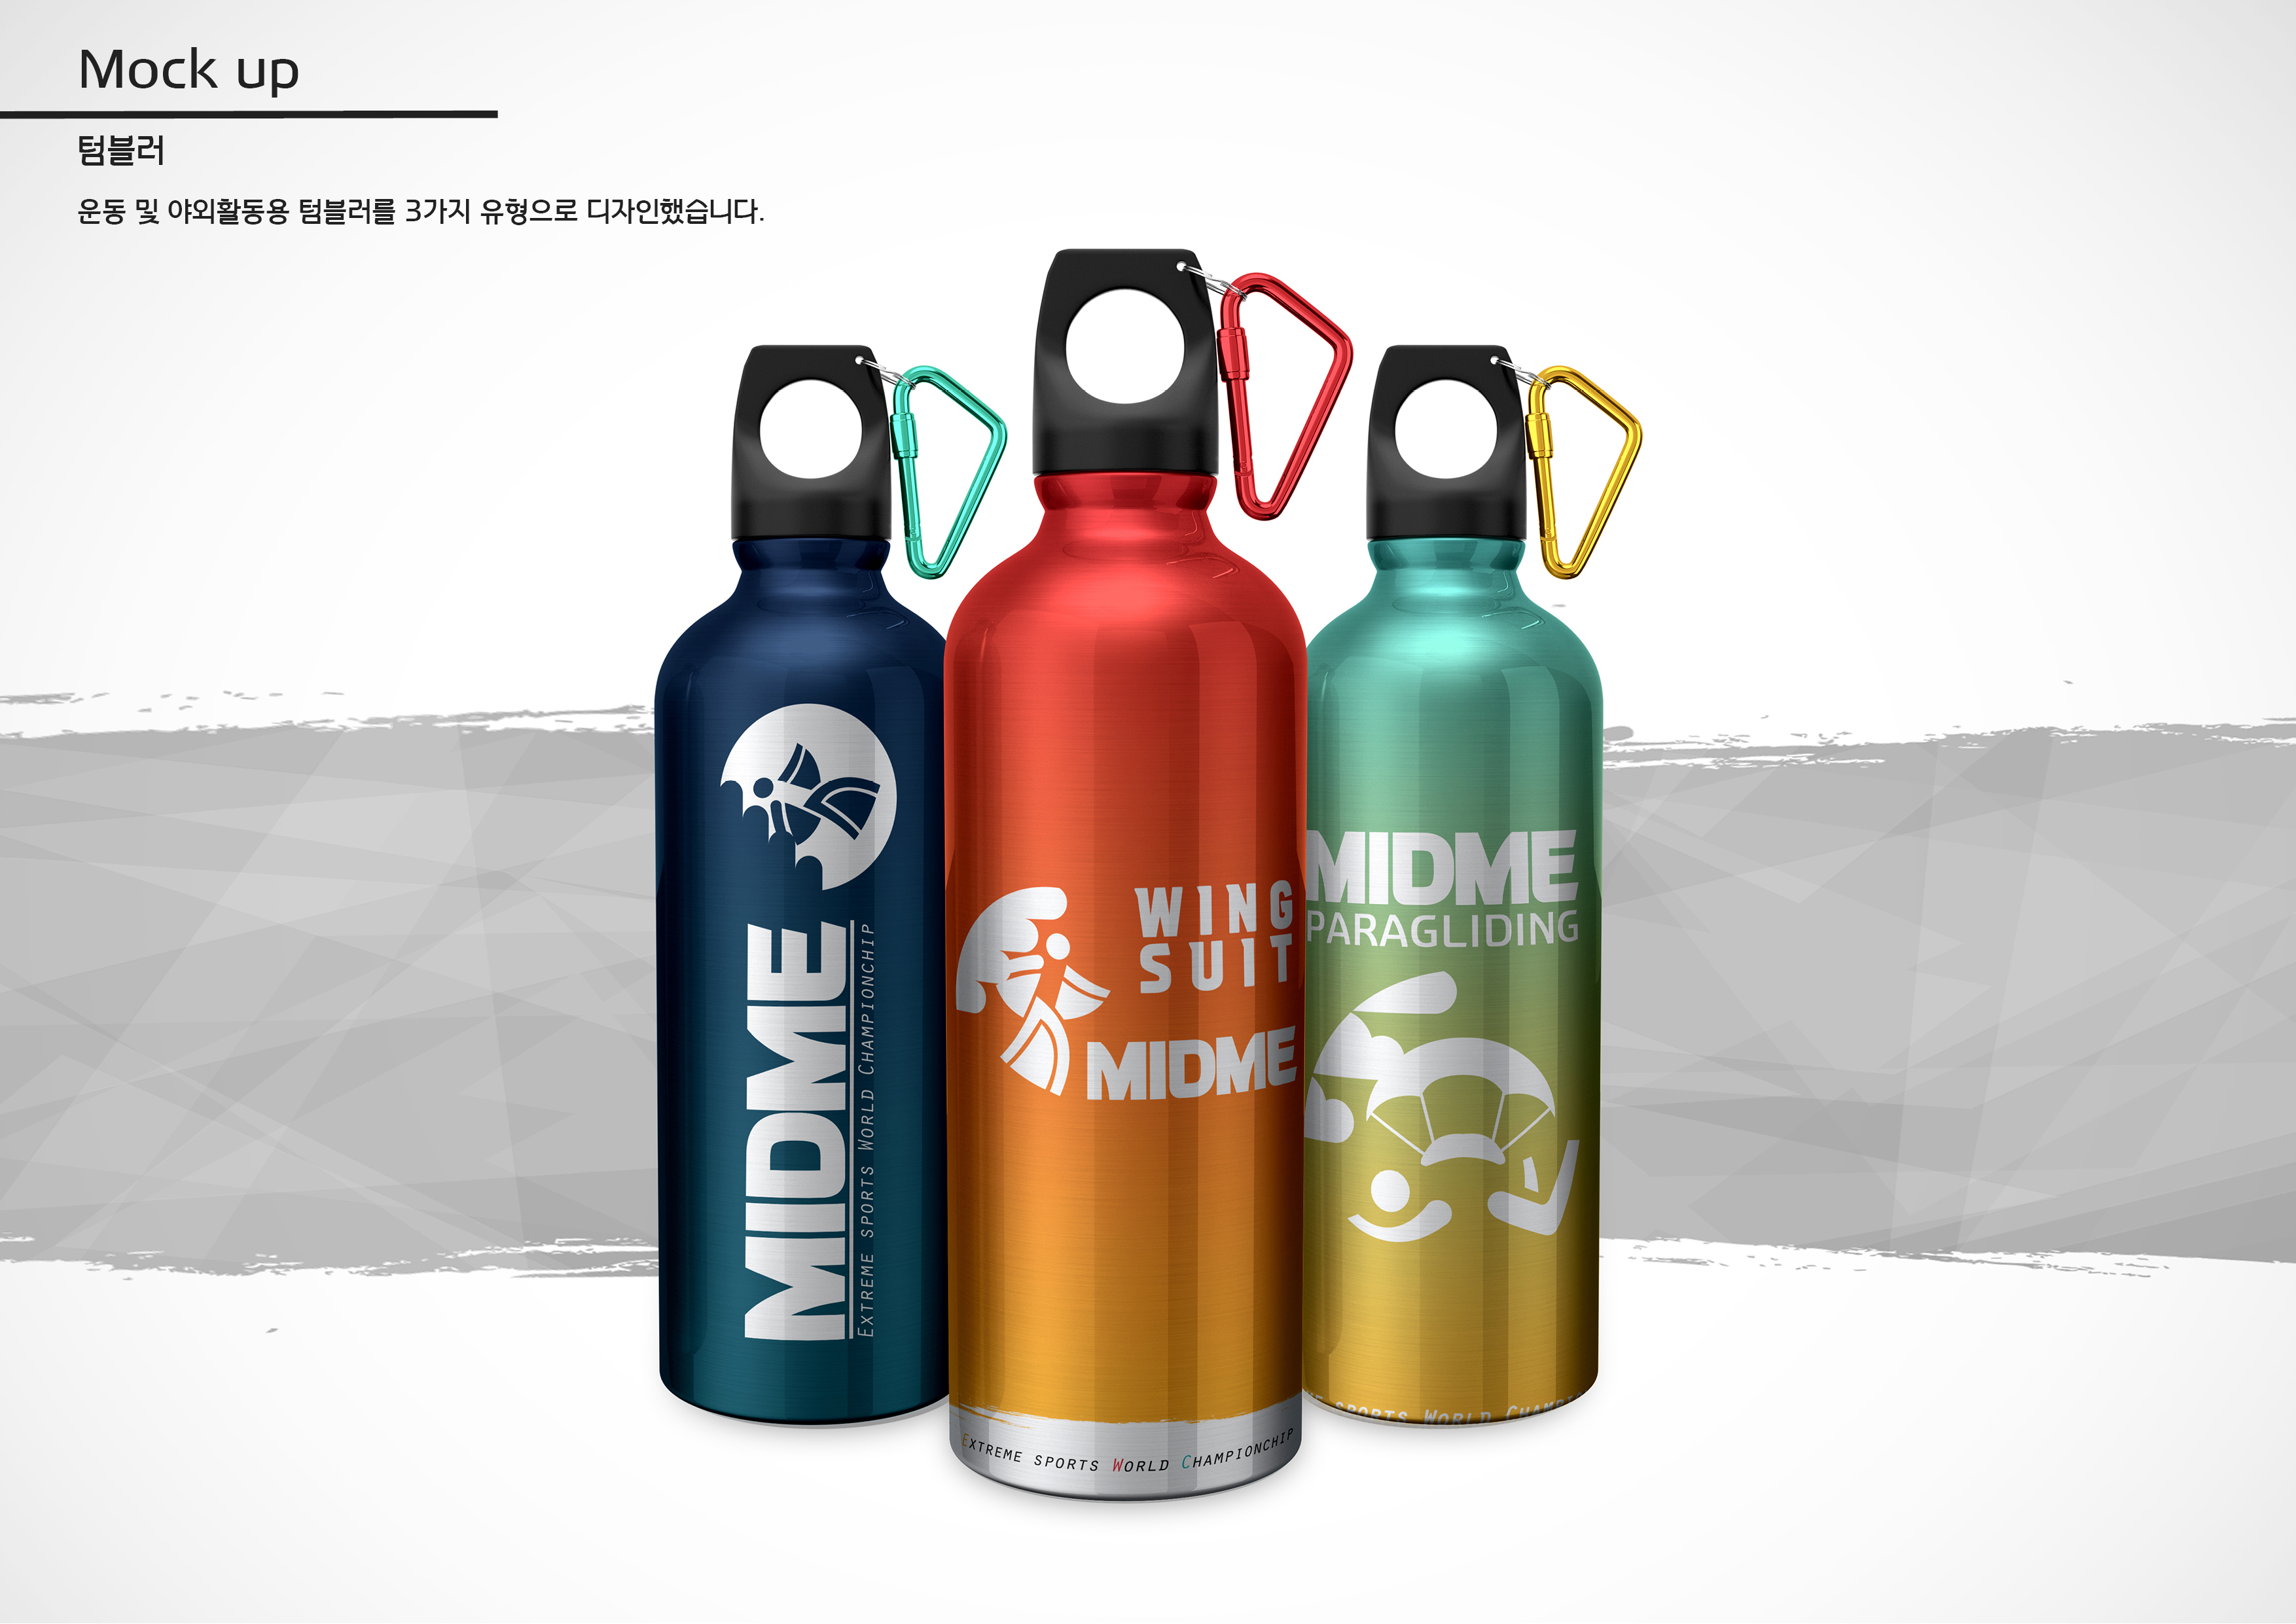 Mock up
텀블러
운동 및 야외활동용 텀블러를 3가지 유형으로 디자인했습니다.
MIDME
EXTREME SPORTS WORLD CHAMPIONCHIP
WING
SUIT
MIDME
EXTREME SPORTS WORLD CHAMPIONCHIP
MIDME
PARAGLIDING
SPORTS WORLD